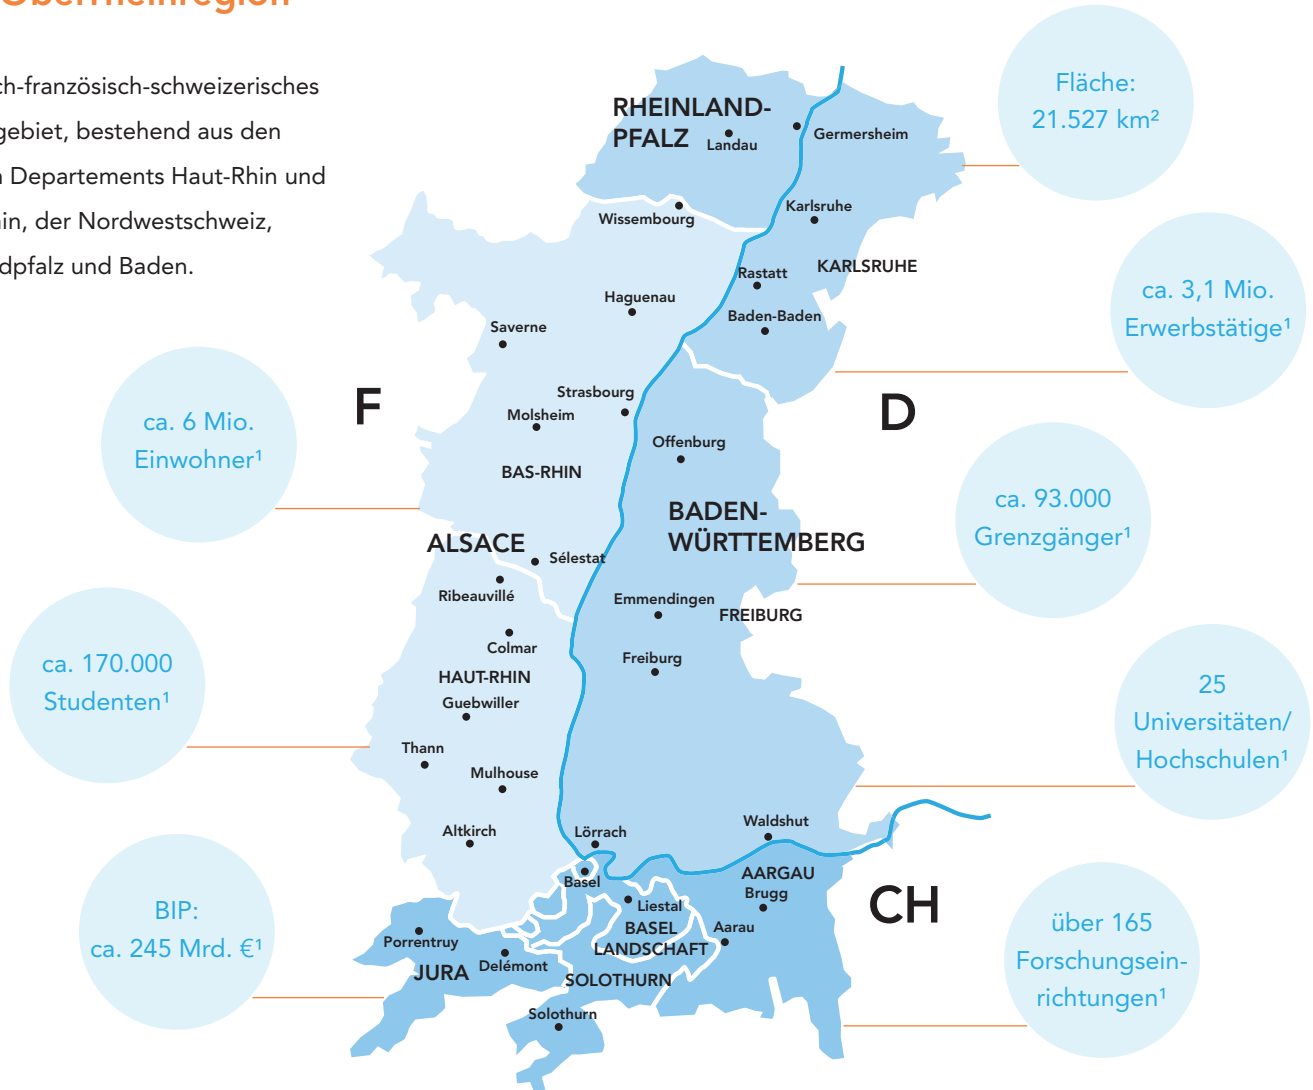 Oberrheinregion
ch-französisch-schweizerisches
gebiet, bestehend aus den
n Departements Haut-Rhin und
in, der Nordwestschweiz,
dpfalz und Baden.
Fläche:
21.527 km²
ca. 3,1 Mio.
Erwerbstätige¹
ca. 6 Mio.
Einwohner¹
ca. 93.000
Grenzgänger¹
ca. 170.000
Studenten¹
25
Universitäten/
Hochschulen¹
BIP:
ca. 245 Mrd. €¹
über 165
Forschungsein-
richtungen¹
F
D
CH
RHEINLAND-
PFALZ
Landau
Germersheim
Wissembourg
Karlsruhe
KARLSRUHE
Rastatt
Haguenau
Baden-Baden
Saverne
Strasbourg
Molsheim
Offenburg
BAS-RHIN
BADEN-
WÜRTTEMBERG
ALSACE
Sélestat
Ribeauvillé
Emmendingen
FREIBURG
Colmar
Freiburg
HAUT-RHIN
Guebwiller
Thann
Mulhouse
Altkirch
Lörrach
Waldshut
Basel
AARGAU
Brugg
Liestal
BASEL
LANDSCHAFT
Aarau
Porrentruy
JURA
Delémont
SOLOTHURN
Solothurn